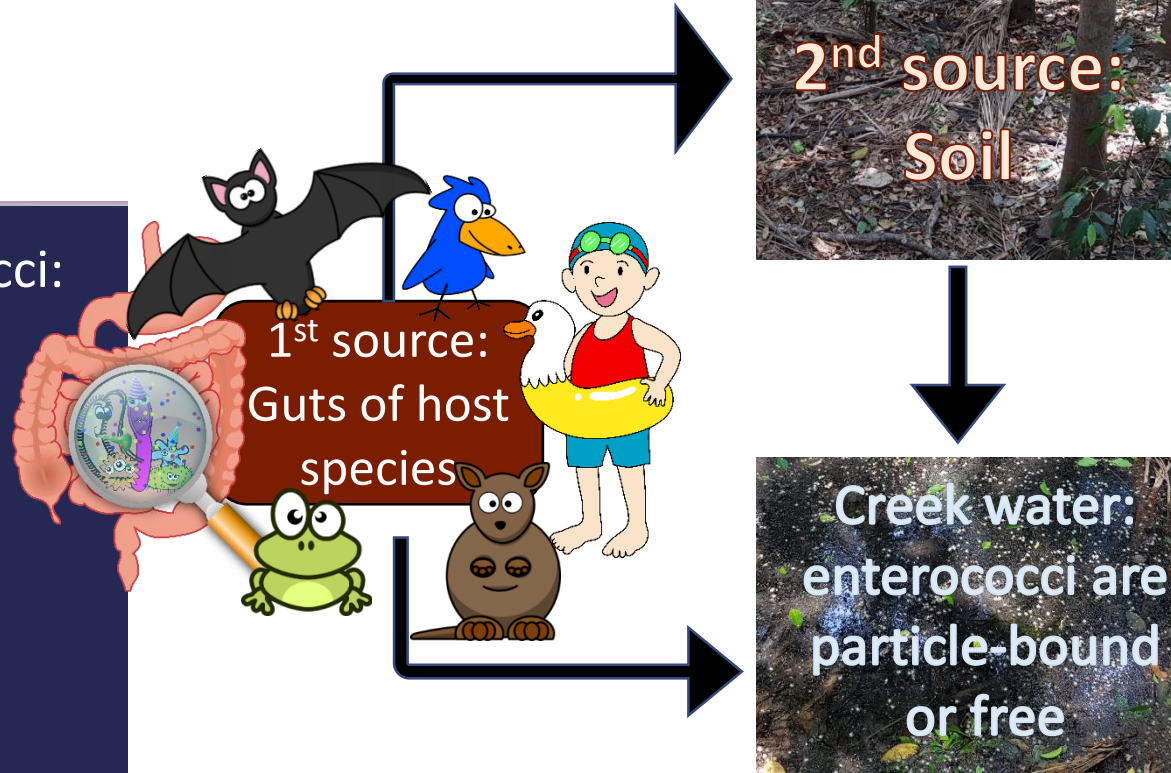 cci:
1st source:
Guts of host
species
2nd source:
Soil
Creek water:
enterococci are
particle-bound
or free